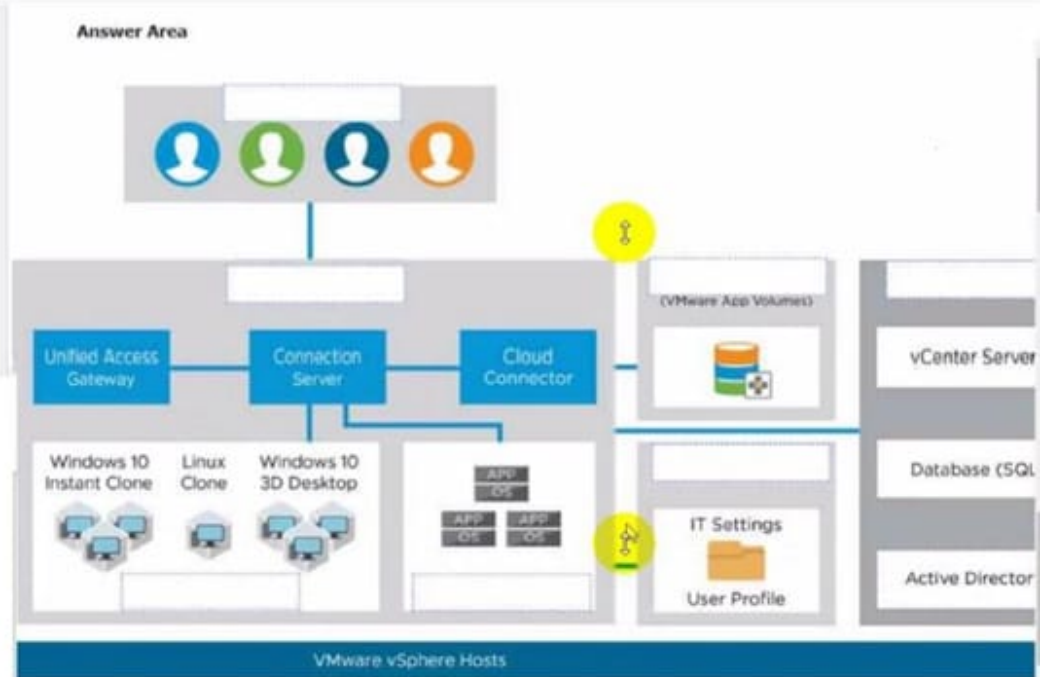 Answer Area
(VMware App Volumes)
Unified Access
Gateway
Connection
Server
Cloud
Connector
vCenter Server
Windows 10
Instant Clone
Linux
Clone
Windows 10
3D Desktop
APP
OS
APP
OS
APP
OS
Database (SQL
IT Settings
User Profile
Active Director
VMware vSphere Hosts